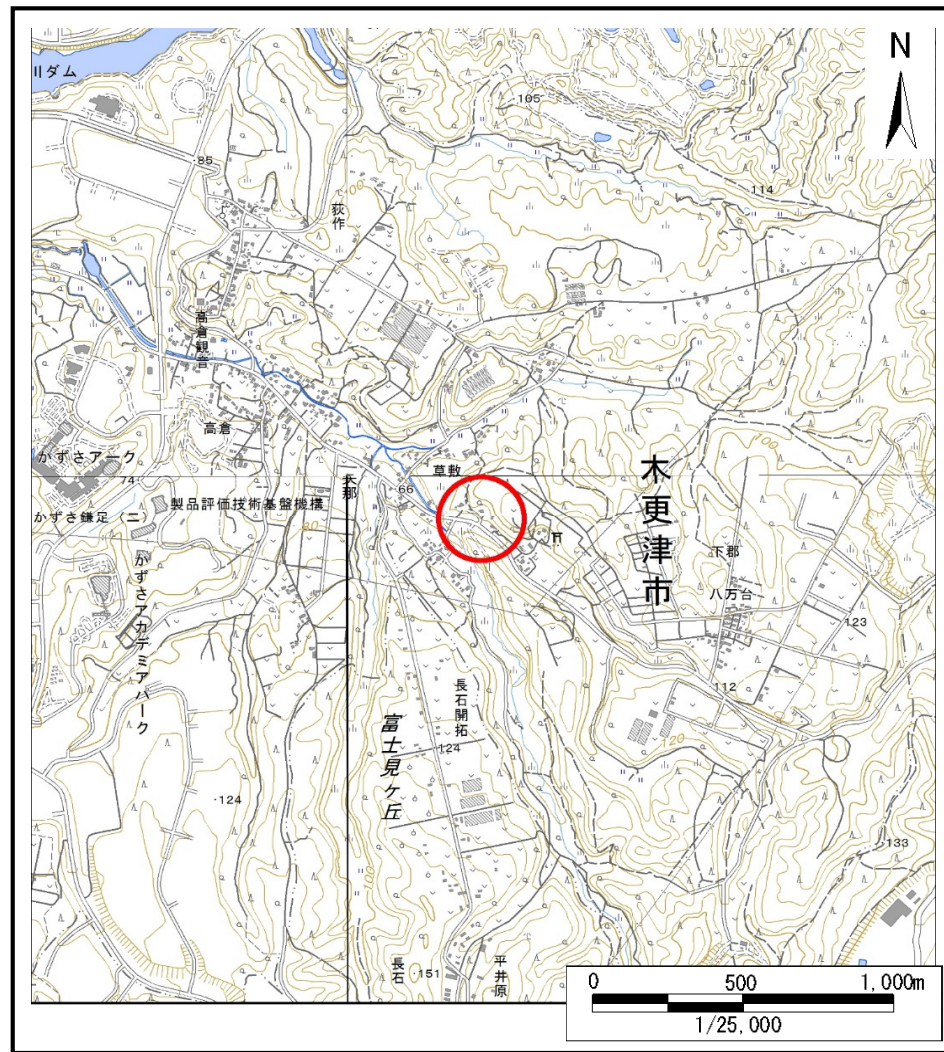 N
川ダム
105
85
114
荻作
高倉観音
高倉
かずさアーク
74
草敷
矢那
66
製品評価技術基盤機構
かずさ鎌足(二)
木更津市
下郡
八万台
かずさアカデミアパーク
123
112
長石開拓
富士見ケ丘
124
124
133
長石
151
平井原
0 500 1,000m
1/25,000